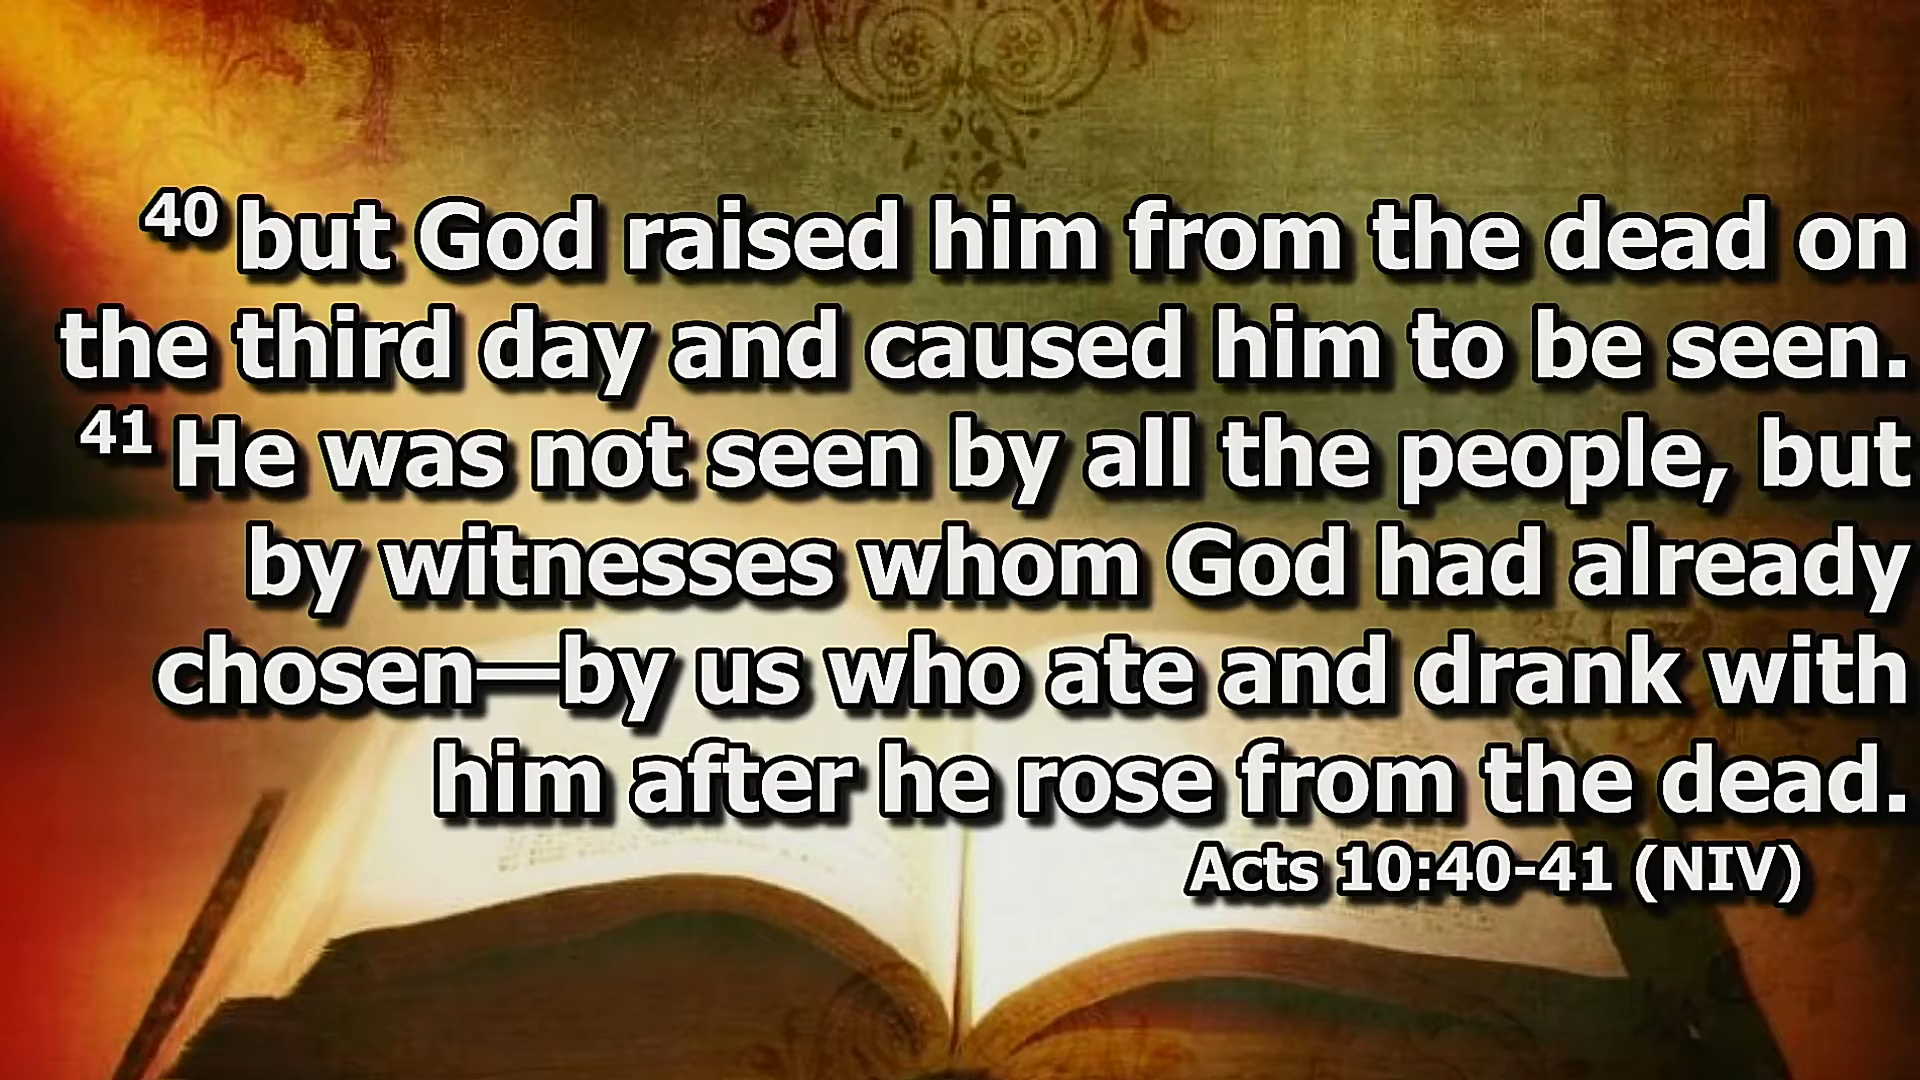 40 but God raised him from the dead on
the third day and caused him to be seen.
41 He was not seen by all the people, but
by witnesses whom God had already
chosen—by us who ate and drank with
him after he rose from the dead.
Acts 10:40-41 (NIV)